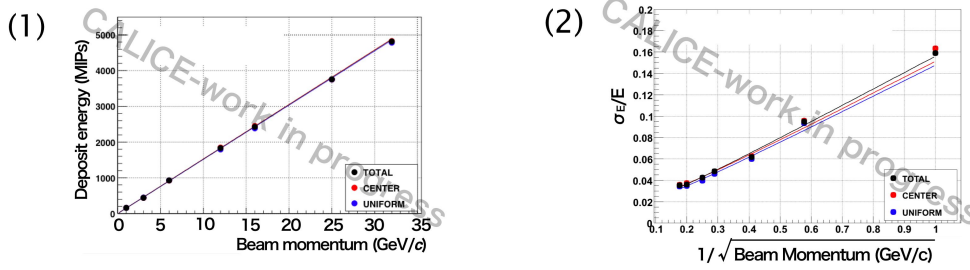 (1)
Deposit energy (MIPs)
5000
4000
3000
2000
1000
0
0 5 10 15 20 25 30 35
Beam momentum (GeV/c)
TOTAL
CENTER
UNIFORM
CALICE-work in progress
(2)
σE/E
0.2
0.18
0.16
0.14
0.12
0.1
0.08
0.06
0.04
0.02
0
0.1 0.2 0.3 0.4 0.5 0.6 0.7 0.8 0.9 1
1/√Beam Momentum (GeV/c)
TOTAL
CENTER
UNIFORM
CALICE-work in progress